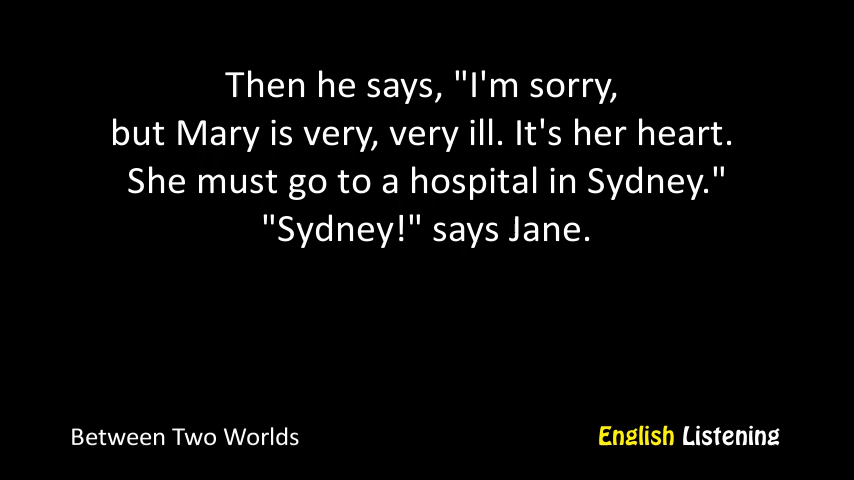 Then he says, "I'm sorry,
but Mary is very, very ill. It's her heart.
She must go to a hospital in Sydney."
"Sydney!" says Jane.
Between Two Worlds
English Listening